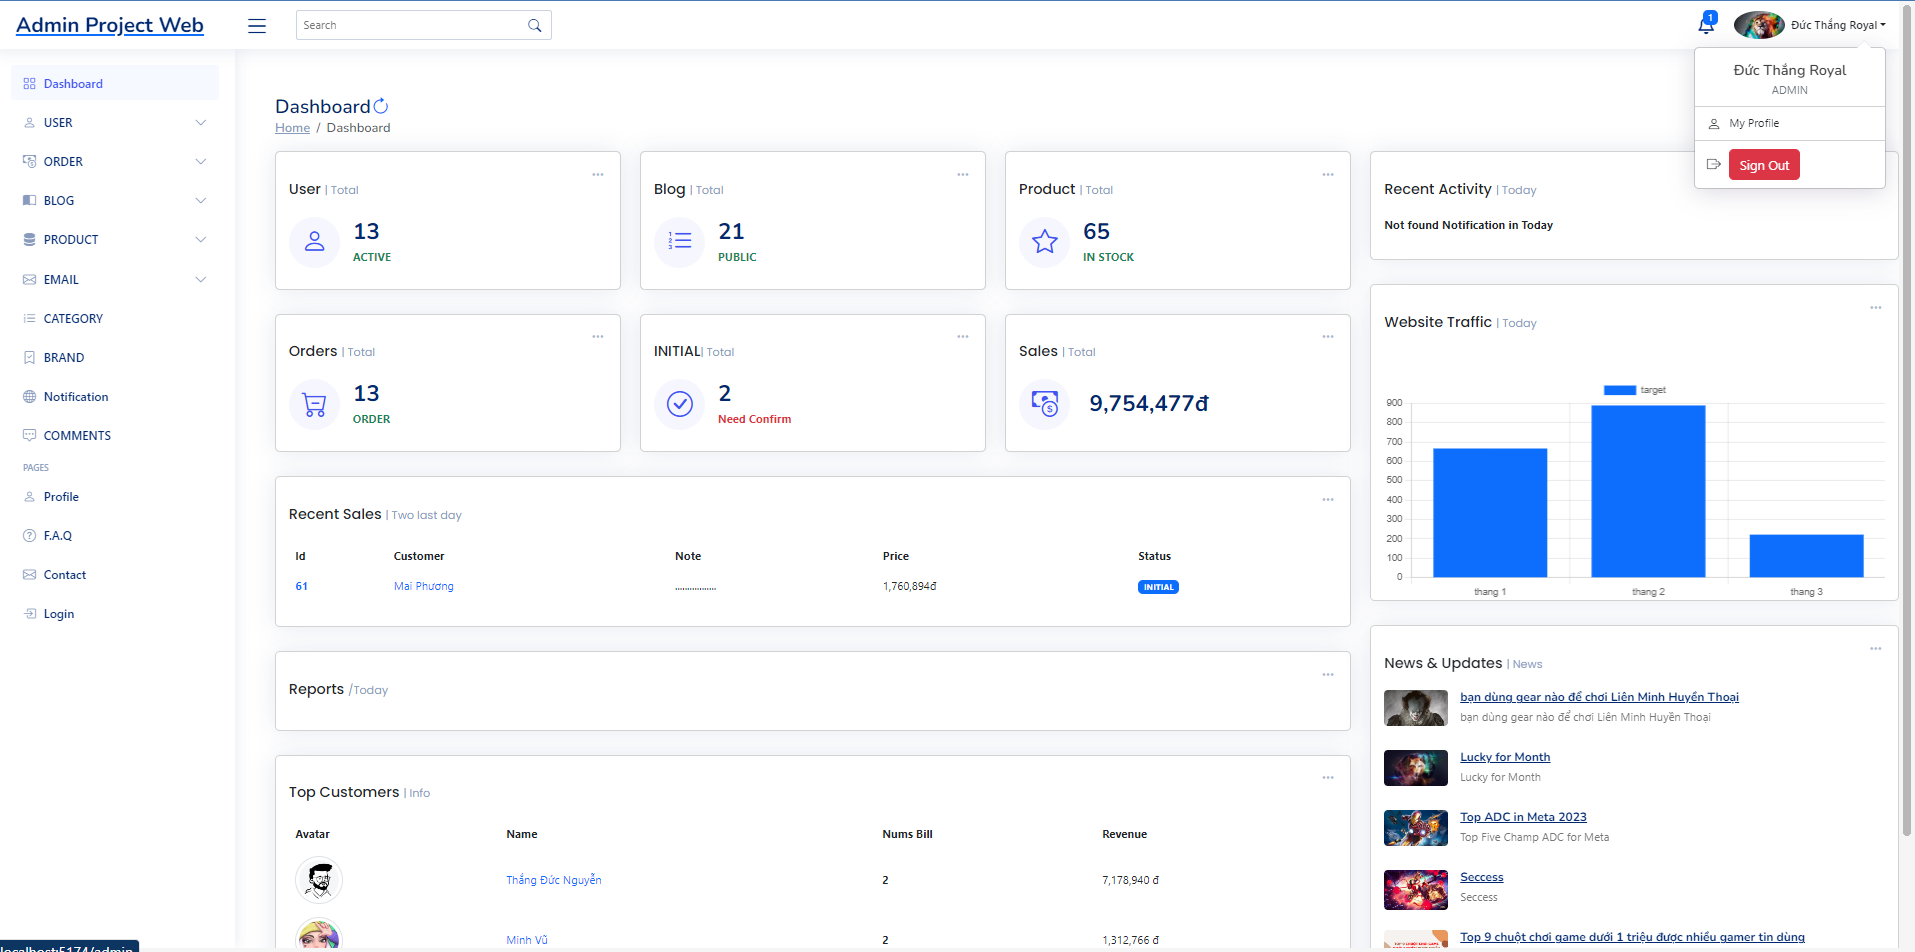 Admin Project Web
Search
1
Đức Thắng Royal
Đức Thắng Royal
ADMIN
My Profile
Sign Out
Dashboard
USER
ORDER
BLOG
PRODUCT
EMAIL
CATEGORY
BRAND
Notification
COMMENTS
PAGES
Profile
F.A.Q
Contact
Login
Dashboard
Home / Dashboard
User | Total
13
ACTIVE
Blog | Total
21
PUBLIC
Product | Total
65
IN STOCK
Orders | Total
13
ORDER
INITIAL| Total
2
Need Confirm
Sales | Total
9,754,477đ
Recent Sales | Two last day
Id Customer Note Price Status
61 Mai Phương ................ 1,760,894đ INITIAL
Reports /Today
Top Customers | Info
Avatar Name Nums Bill Revenue
Thắng Đức Nguyễn 2 7,178,940 đ
Minh Vũ 2 1,312,766 đ
Recent Activity | Today
Not found Notification in Today
Website Traffic | Today
target
900
800
700
600
500
400
300
200
100
0
thang 1 thang 2 thang 3
News & Updates | News
bạn dùng gear nào để chơi Liên Minh Huyền Thoại
bạn dùng gear nào để chơi Liên Minh Huyền Thoại
Lucky for Month
Lucky for Month
Top ADC in Meta 2023
Top Five Champ ADC for Meta
Seccess
Seccess
Top 9 chuột chơi game dưới 1 triệu được nhiều gamer tin dùng
localhost:5174/admin